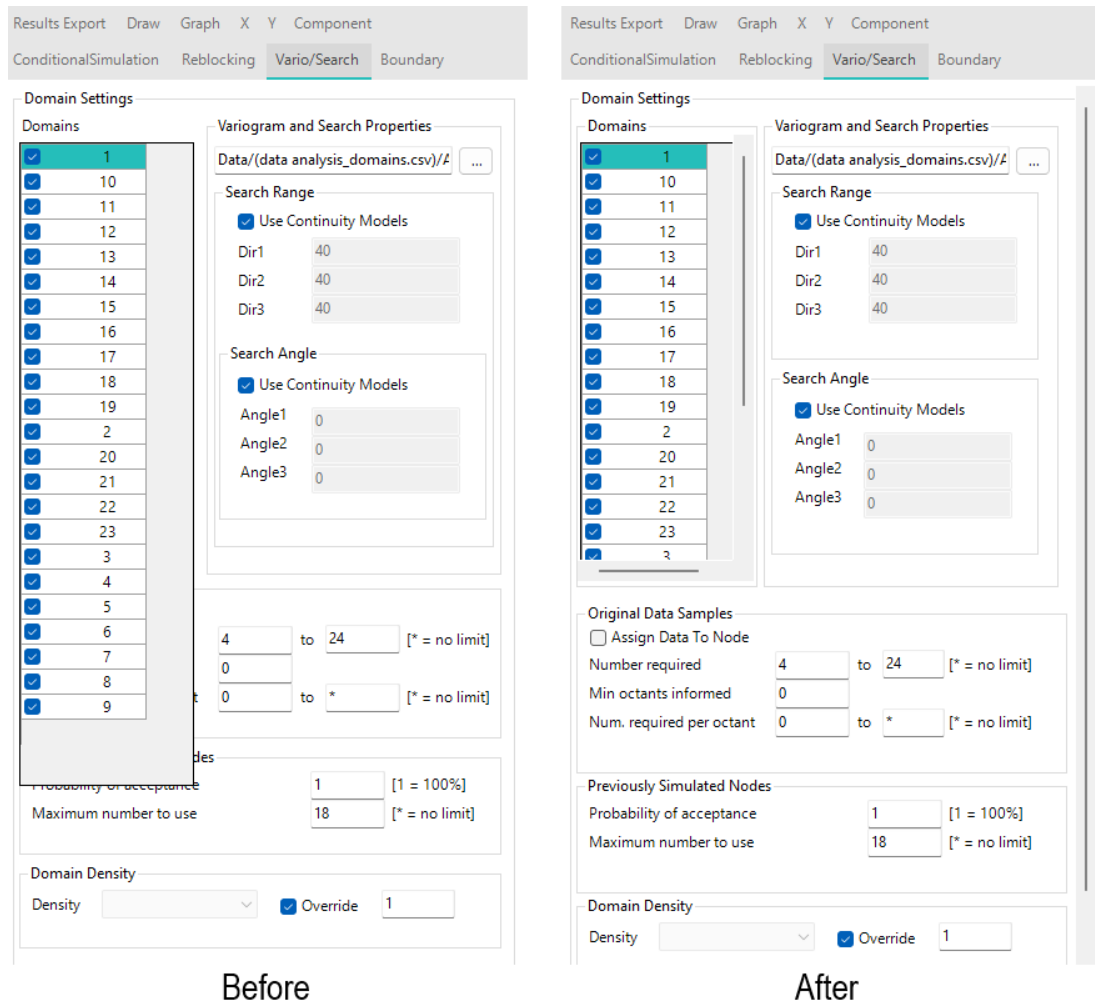 Results Export Draw Graph X Y Component
ConditionalSimulation Reblocking Vario/Search Boundary
Domain Settings
Domains
1
10
11
12
13
14
15
16
17
18
19
2
20
21
22
23
3
4
5
6
7
8
9
Variogram and Search Properties
Data/(data analysis_domains.csv)/A ...
Search Range
Use Continuity Models
Dir1 40
Dir2 40
Dir3 40
Search Angle
Use Continuity Models
Angle1 0
Angle2 0
Angle3 0
4 to 24 [* = no limit]
0
t 0 to * [* = no limit]
des
Probability of acceptance 1 [1 = 100%]
Maximum number to use 18 [* = no limit]
Domain Density
Density Override 1
Before
Results Export Draw Graph X Y Component
ConditionalSimulation Reblocking Vario/Search Boundary
Domain Settings
Domains
1
10
11
12
13
14
15
16
17
18
19
2
20
21
22
23
3
Variogram and Search Properties
Data/(data analysis_domains.csv)/A ...
Search Range
Use Continuity Models
Dir1 40
Dir2 40
Dir3 40
Search Angle
Use Continuity Models
Angle1 0
Angle2 0
Angle3 0
Original Data Samples
Assign Data To Node
Number required 4 to 24 [* = no limit]
Min octants informed 0
Num. required per octant 0 to * [* = no limit]
Previously Simulated Nodes
Probability of acceptance 1 [1 = 100%]
Maximum number to use 18 [* = no limit]
Domain Density
Density Override 1
After